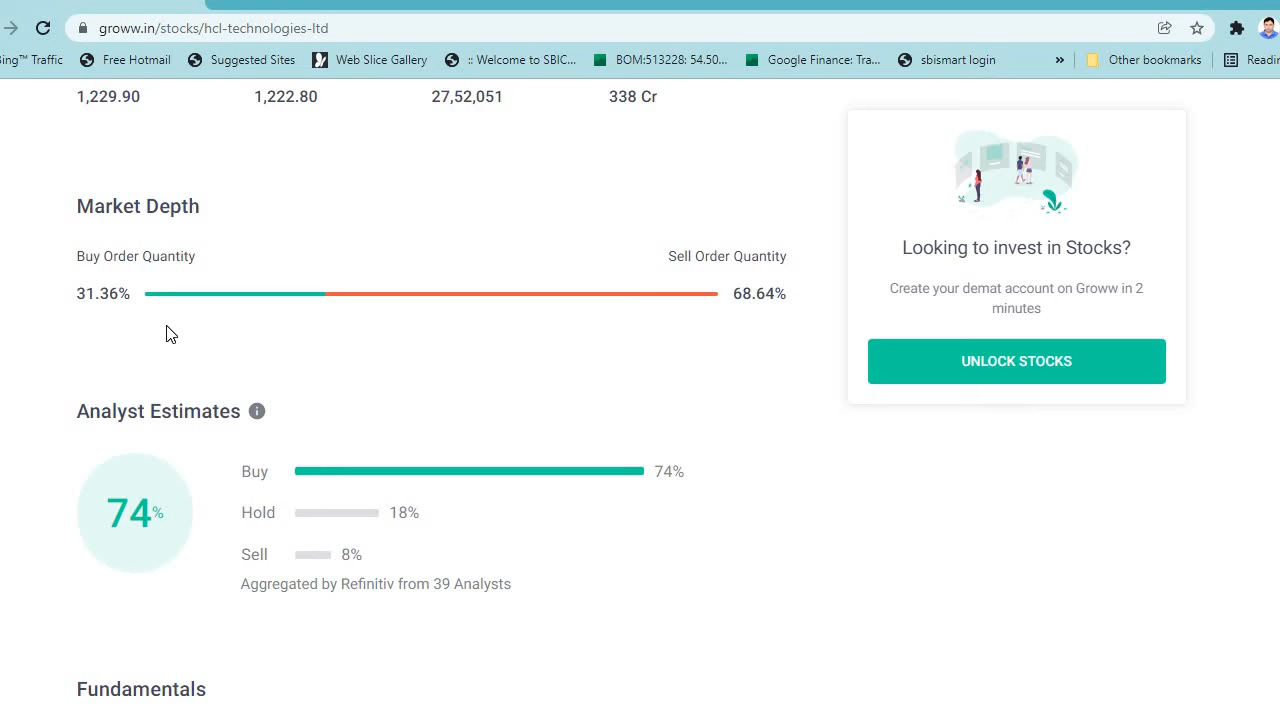 groww.in/stocks/hcl-technologies-ltd
ing™ Traffic Free Hotmail Suggested Sites Web Slice Gallery :: Welcome to SBIC... BOM:513228: 54.50... Google Finance: Tra... sbismart login » Other bookmarks Readin
1,229.90 1,222.80 27,52,051 338 Cr
Market Depth
Buy Order Quantity Sell Order Quantity
31.36% 68.64%
Looking to invest in Stocks?
Create your demat account on Groww in 2
minutes
UNLOCK STOCKS
Analyst Estimates
74%
Buy 74%
Hold 18%
Sell 8%
Aggregated by Refinitiv from 39 Analysts
Fundamentals